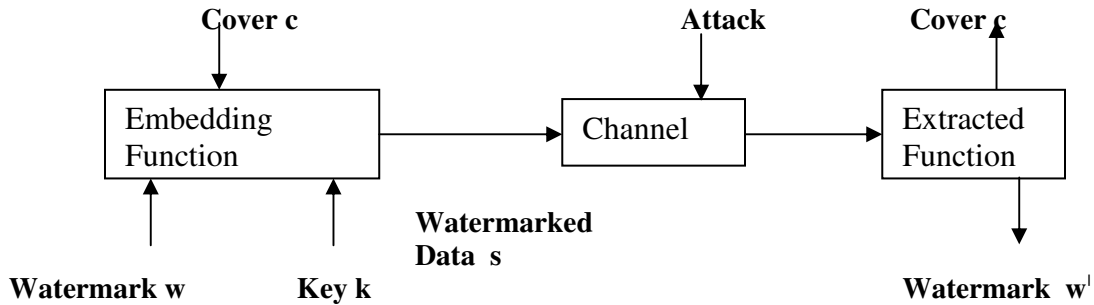 Cover c
Attack
Cover c
Embedding
Function
Channel
Extracted
Function
Watermarked
Data s
Watermark w
Key k
Watermark w'